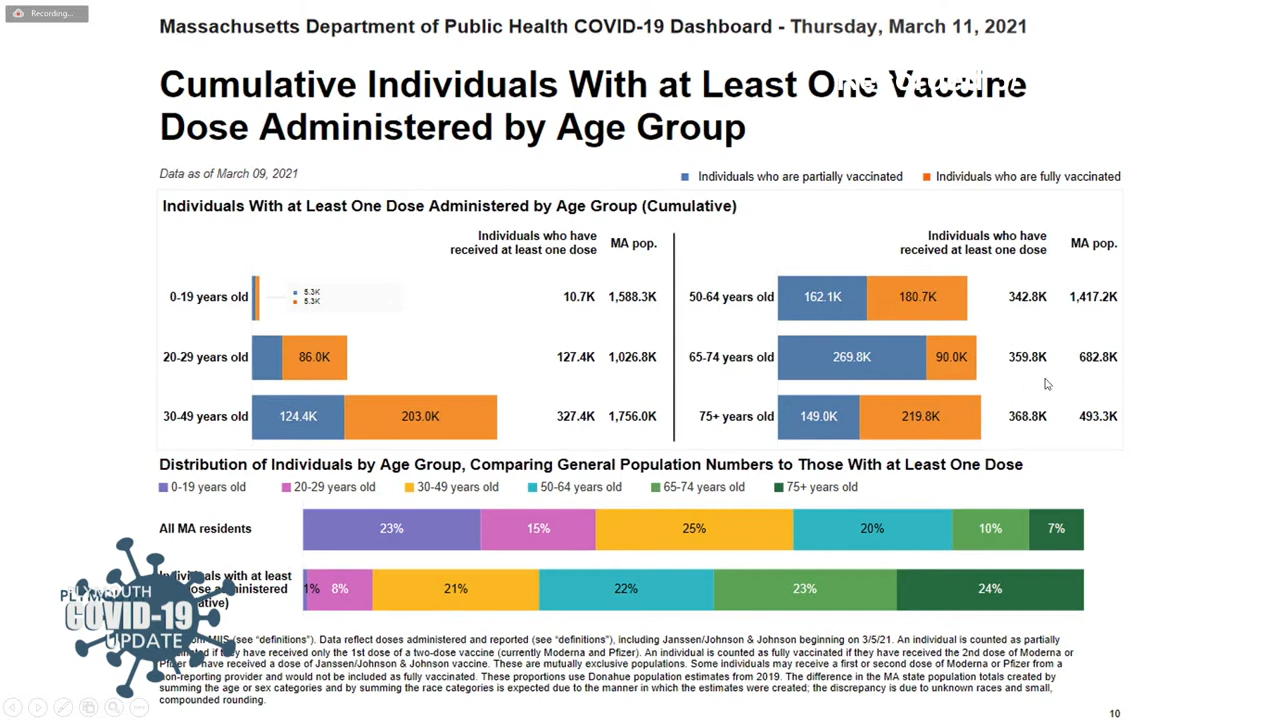 Recording...
Massachusetts Department of Public Health COVID-19 Dashboard - Thursday, March 11, 2021
Cumulative Individuals With at Least One Vaccine
Dose Administered by Age Group
Data as of March 09, 2021
Individuals who are partially vaccinated
Individuals who are fully vaccinated
Individuals With at Least One Dose Administered by Age Group (Cumulative)
Individuals who have
received at least one dose
MA pop.
0-19 years old 5.3K 10.7K 1,588.3K
5.3K
20-29 years old 86.0K 127.4K 1,026.8K
30-49 years old 124.4K 203.0K 327.4K 1,756.0K
Individuals who have
received at least one dose
MA pop.
50-64 years old 162.1K 180.7K 342.8K 1,417.2K
65-74 years old 269.8K 90.0K 359.8K 682.8K
75+ years old 149.0K 219.8K 368.8K 493.3K
Distribution of Individuals by Age Group, Comparing General Population Numbers to Those With at Least One Dose
0-19 years old 20-29 years old 30-49 years old 50-64 years old 65-74 years old 75+ years old
All MA residents 23% 15% 25% 20% 10% 7%
with at least
dose administered
1% 8% 21% 22% 23% 24%
PLYMOUTH
COVID-19
UPDATE
MIIS (see "definitions"). Data reflect doses administered and reported (see "definitions"), including Janssen/Johnson & Johnson beginning on 3/5/21. An individual is counted as partially
if they have received only the 1st dose of a two-dose vaccine (currently Moderna and Pfizer). An individual is counted as fully vaccinated if they have received the 2nd dose of Moderna or
Pfizer or have received a dose of Janssen/Johnson & Johnson vaccine. These are mutually exclusive populations. Some individuals may receive a first or second dose of Moderna or Pfizer from a
non-reporting provider and would not be included as fully vaccinated. These proportions use Donahue population estimates from 2019. The difference in the MA state population totals created by
summing the age or sex categories and by summing the race categories is expected due to the manner in which the estimates were created; the discrepancy is due to unknown races and small,
compounded rounding.
10